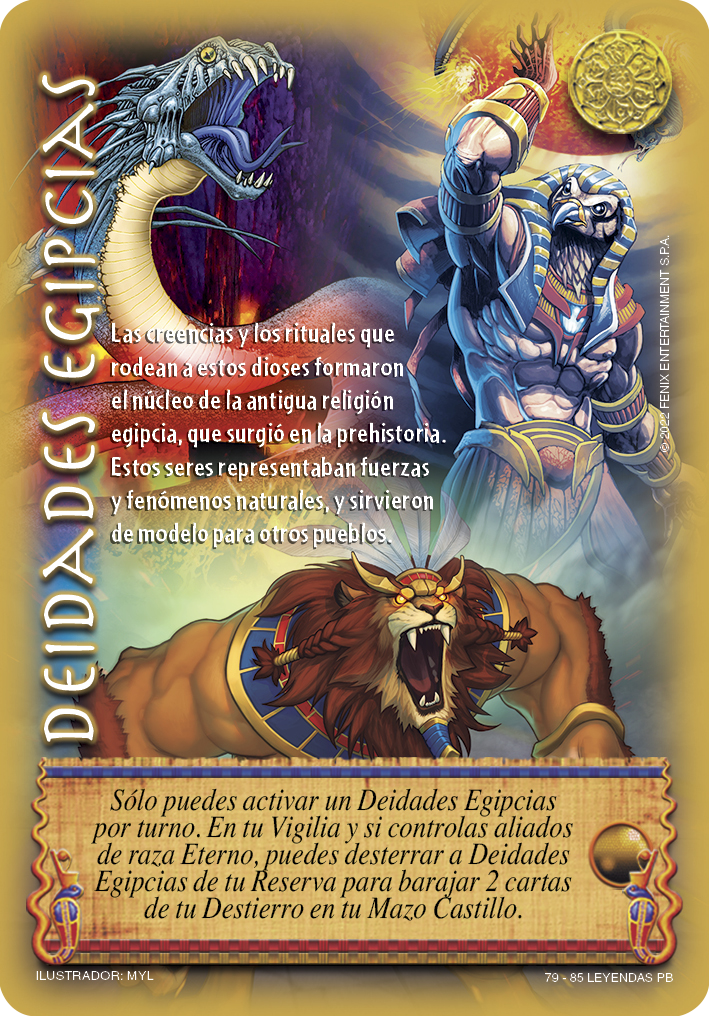 DEIDADES EGIPCIAS
Las creencias y los rituales que
rodean a estos dioses formaron
el núcleo de la antigua religión
egipcia, que surgió en la prehistoria.
Estos seres representaban fuerzas
y fenómenos naturales, y sirvieron
de modelo para otros pueblos.
© 2022 FENIX ENTERTAINMENT S.P.A.
Sólo puedes activar un Deidades Egipcias
por turno. En tu Vigilia y si controlas aliados
de raza Eterno, puedes desterrar a Deidades
Egipcias de tu Reserva para barajar 2 cartas
de tu Destierro en tu Mazo Castillo.
ILUSTRADOR: MYL
79 - 85 LEYENDAS PB